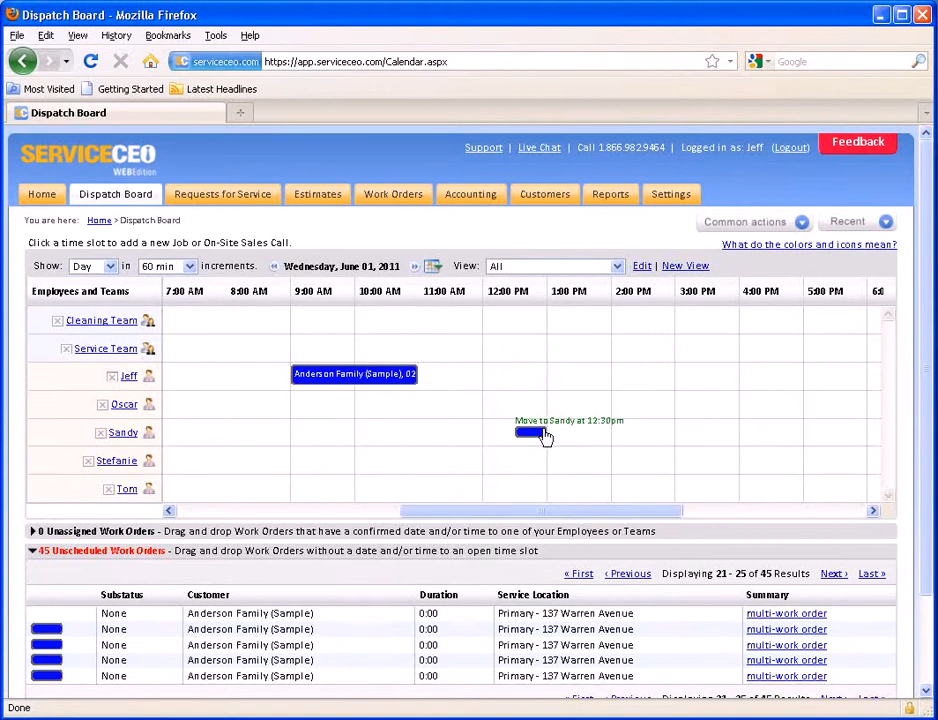 Dispatch Board - Mozilla Firefox
File Edit View History Bookmarks Tools Help
serviceceo.com https://app.serviceceo.com/Calendar.aspx Google
Most Visited Getting Started Latest Headlines
Dispatch Board
SERVICECEO
WEBEdition
Support | Live Chat | Call 1.866.982.9464 | Logged in as: Jeff (Logout) Feedback
Home Dispatch Board Requests for Service Estimates Work Orders Accounting Customers Reports Settings
You are here: Home > Dispatch Board Common actions Recent
Click a time slot to add a new Job or On-Site Sales Call. What do the colors and icons mean?
Show: Day in 60 min increments. Wednesday, June 01, 2011 View: All Edit | New View
Employees and Teams 7:00 AM 8:00 AM 9:00 AM 10:00 AM 11:00 AM 12:00 PM 1:00 PM 2:00 PM 3:00 PM 4:00 PM 5:00 PM
Cleaning Team
Service Team
Jeff Anderson Family (Sample), 02
Oscar
Move to Sandy at 12:30pm
Sandy
Stefanie
Tom
0 Unassigned Work Orders - Drag and drop Work Orders that have a confirmed date and/or time to one of your Employees or Teams
45 Unscheduled Work Orders - Drag and drop Work Orders without a date and/or time to an open time slot
« First ‹ Previous Displaying 21 - 25 of 45 Results Next › Last »
Substatus Customer Duration Service Location Summary
None Anderson Family (Sample) 0:00 Primary - 137 Warren Avenue multi-work order
None Anderson Family (Sample) 0:00 Primary - 137 Warren Avenue multi-work order
None Anderson Family (Sample) 0:00 Primary - 137 Warren Avenue multi-work order
None Anderson Family (Sample) 0:00 Primary - 137 Warren Avenue multi-work order
None Anderson Family (Sample) 0:00 Primary - 137 Warren Avenue multi-work order
Done